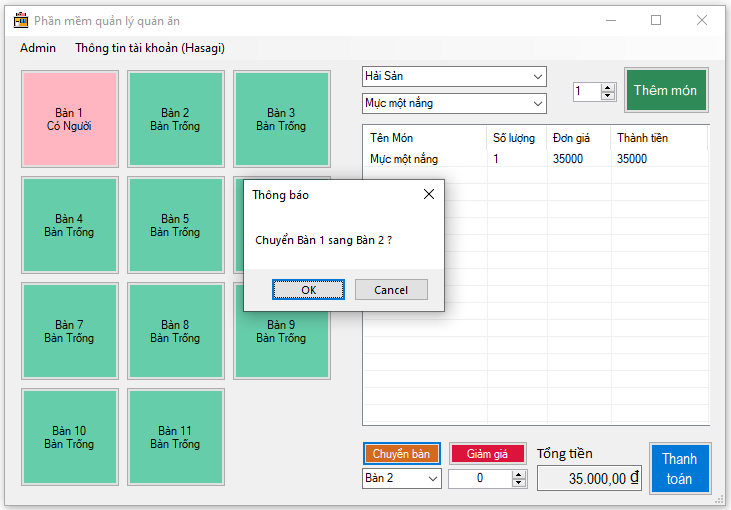 Phần mềm quản lý quán ăn
Admin Thông tin tài khoản (Hasagi)
Bàn 1
Có Người
Bàn 2
Bàn Trống
Bàn 3
Bàn Trống
Hải Sản
Mực một nắng
1
Thêm món
Tên Món Số lượng Đơn giá Thành tiền
Mực một nắng 1 35000 35000
Bàn 4
Bàn Trống
Bàn 5
Bàn Trống
Thông báo
Chuyển Bàn 1 sang Bàn 2 ?
OK Cancel
Bàn 7
Bàn Trống
Bàn 8
Bàn Trống
Bàn 9
Bàn Trống
Bàn 10
Bàn Trống
Bàn 11
Bàn Trống
Chuyển bàn
Giảm giá
Tổng tiền
Bàn 2
0
35.000,00 ₫
Thanh
toán